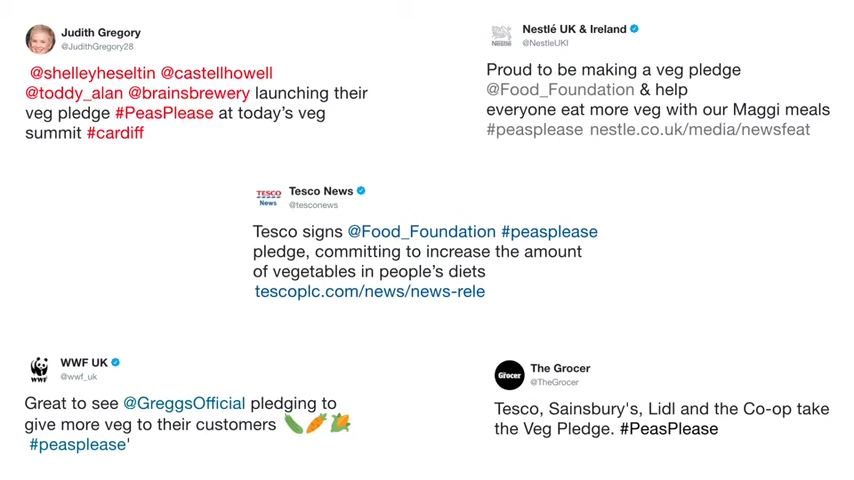 Judith Gregory
@JudithGregory28
@shelleyheseltin @castellhowell
@toddy_alan @brainsbrewery launching their
veg pledge #PeasPlease at today’s veg
summit #cardiff
Nestlé
Nestlé UK & Ireland
@NestleUKI
Proud to be making a veg pledge
@Food_Foundation & help
everyone eat more veg with our Maggi meals
#peasplease nestle.co.uk/media/newsfeat
TESCO
News
Tesco News
@tesconews
Tesco signs @Food_Foundation #peasplease
pledge, committing to increase the amount
of vegetables in people’s diets
tescoplc.com/news/news-rele
WWF
WWF UK
@wwf_uk
Great to see @GreggsOfficial pledging to
give more veg to their customers
#peasplease'
Grocer
The Grocer
@TheGrocer
Tesco, Sainsbury's, Lidl and the Co-op take
the Veg Pledge. #PeasPlease